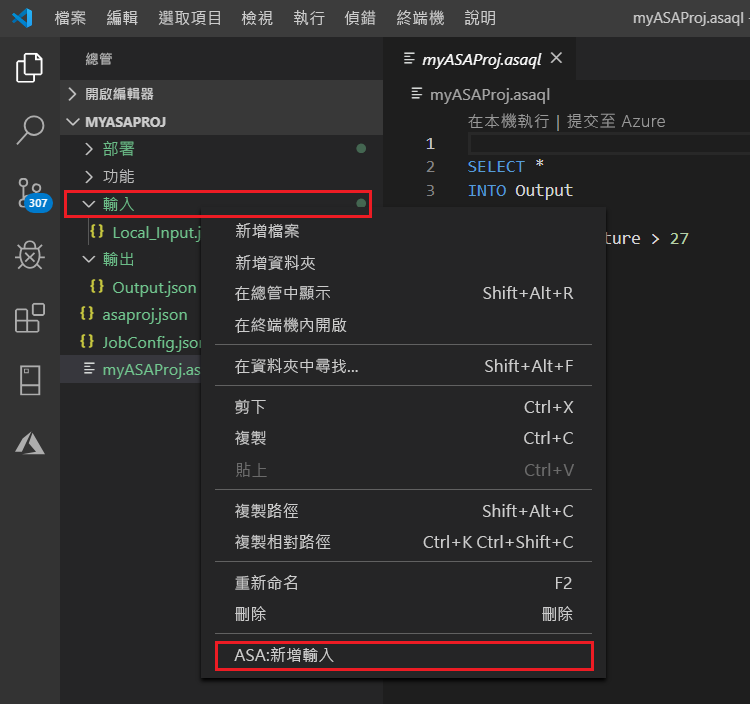 檔案 編輯 選取項目 檢視 執行 偵錯 終端機 說明 myASAProj.asaql -
總管
開啟編輯器
MYASAPROJ
部署
功能
輸入
Local_Input.j
輸出
Output.json
asaproj.json
JobConfig.json
myASAProj.as
307
myASAProj.asaql
myASAProj.asaql
在本機執行 | 提交至 Azure
1
2 SELECT *
3 INTO Output
ture > 27
新增檔案
新增資料夾
在總管中顯示 Shift+Alt+R
在終端機內開啟
在資料夾中尋找... Shift+Alt+F
剪下 Ctrl+X
複製 Ctrl+C
貼上 Ctrl+V
複製路徑 Shift+Alt+C
複製相對路徑 Ctrl+K Ctrl+Shift+C
重新命名 F2
刪除 刪除
ASA:新增輸入